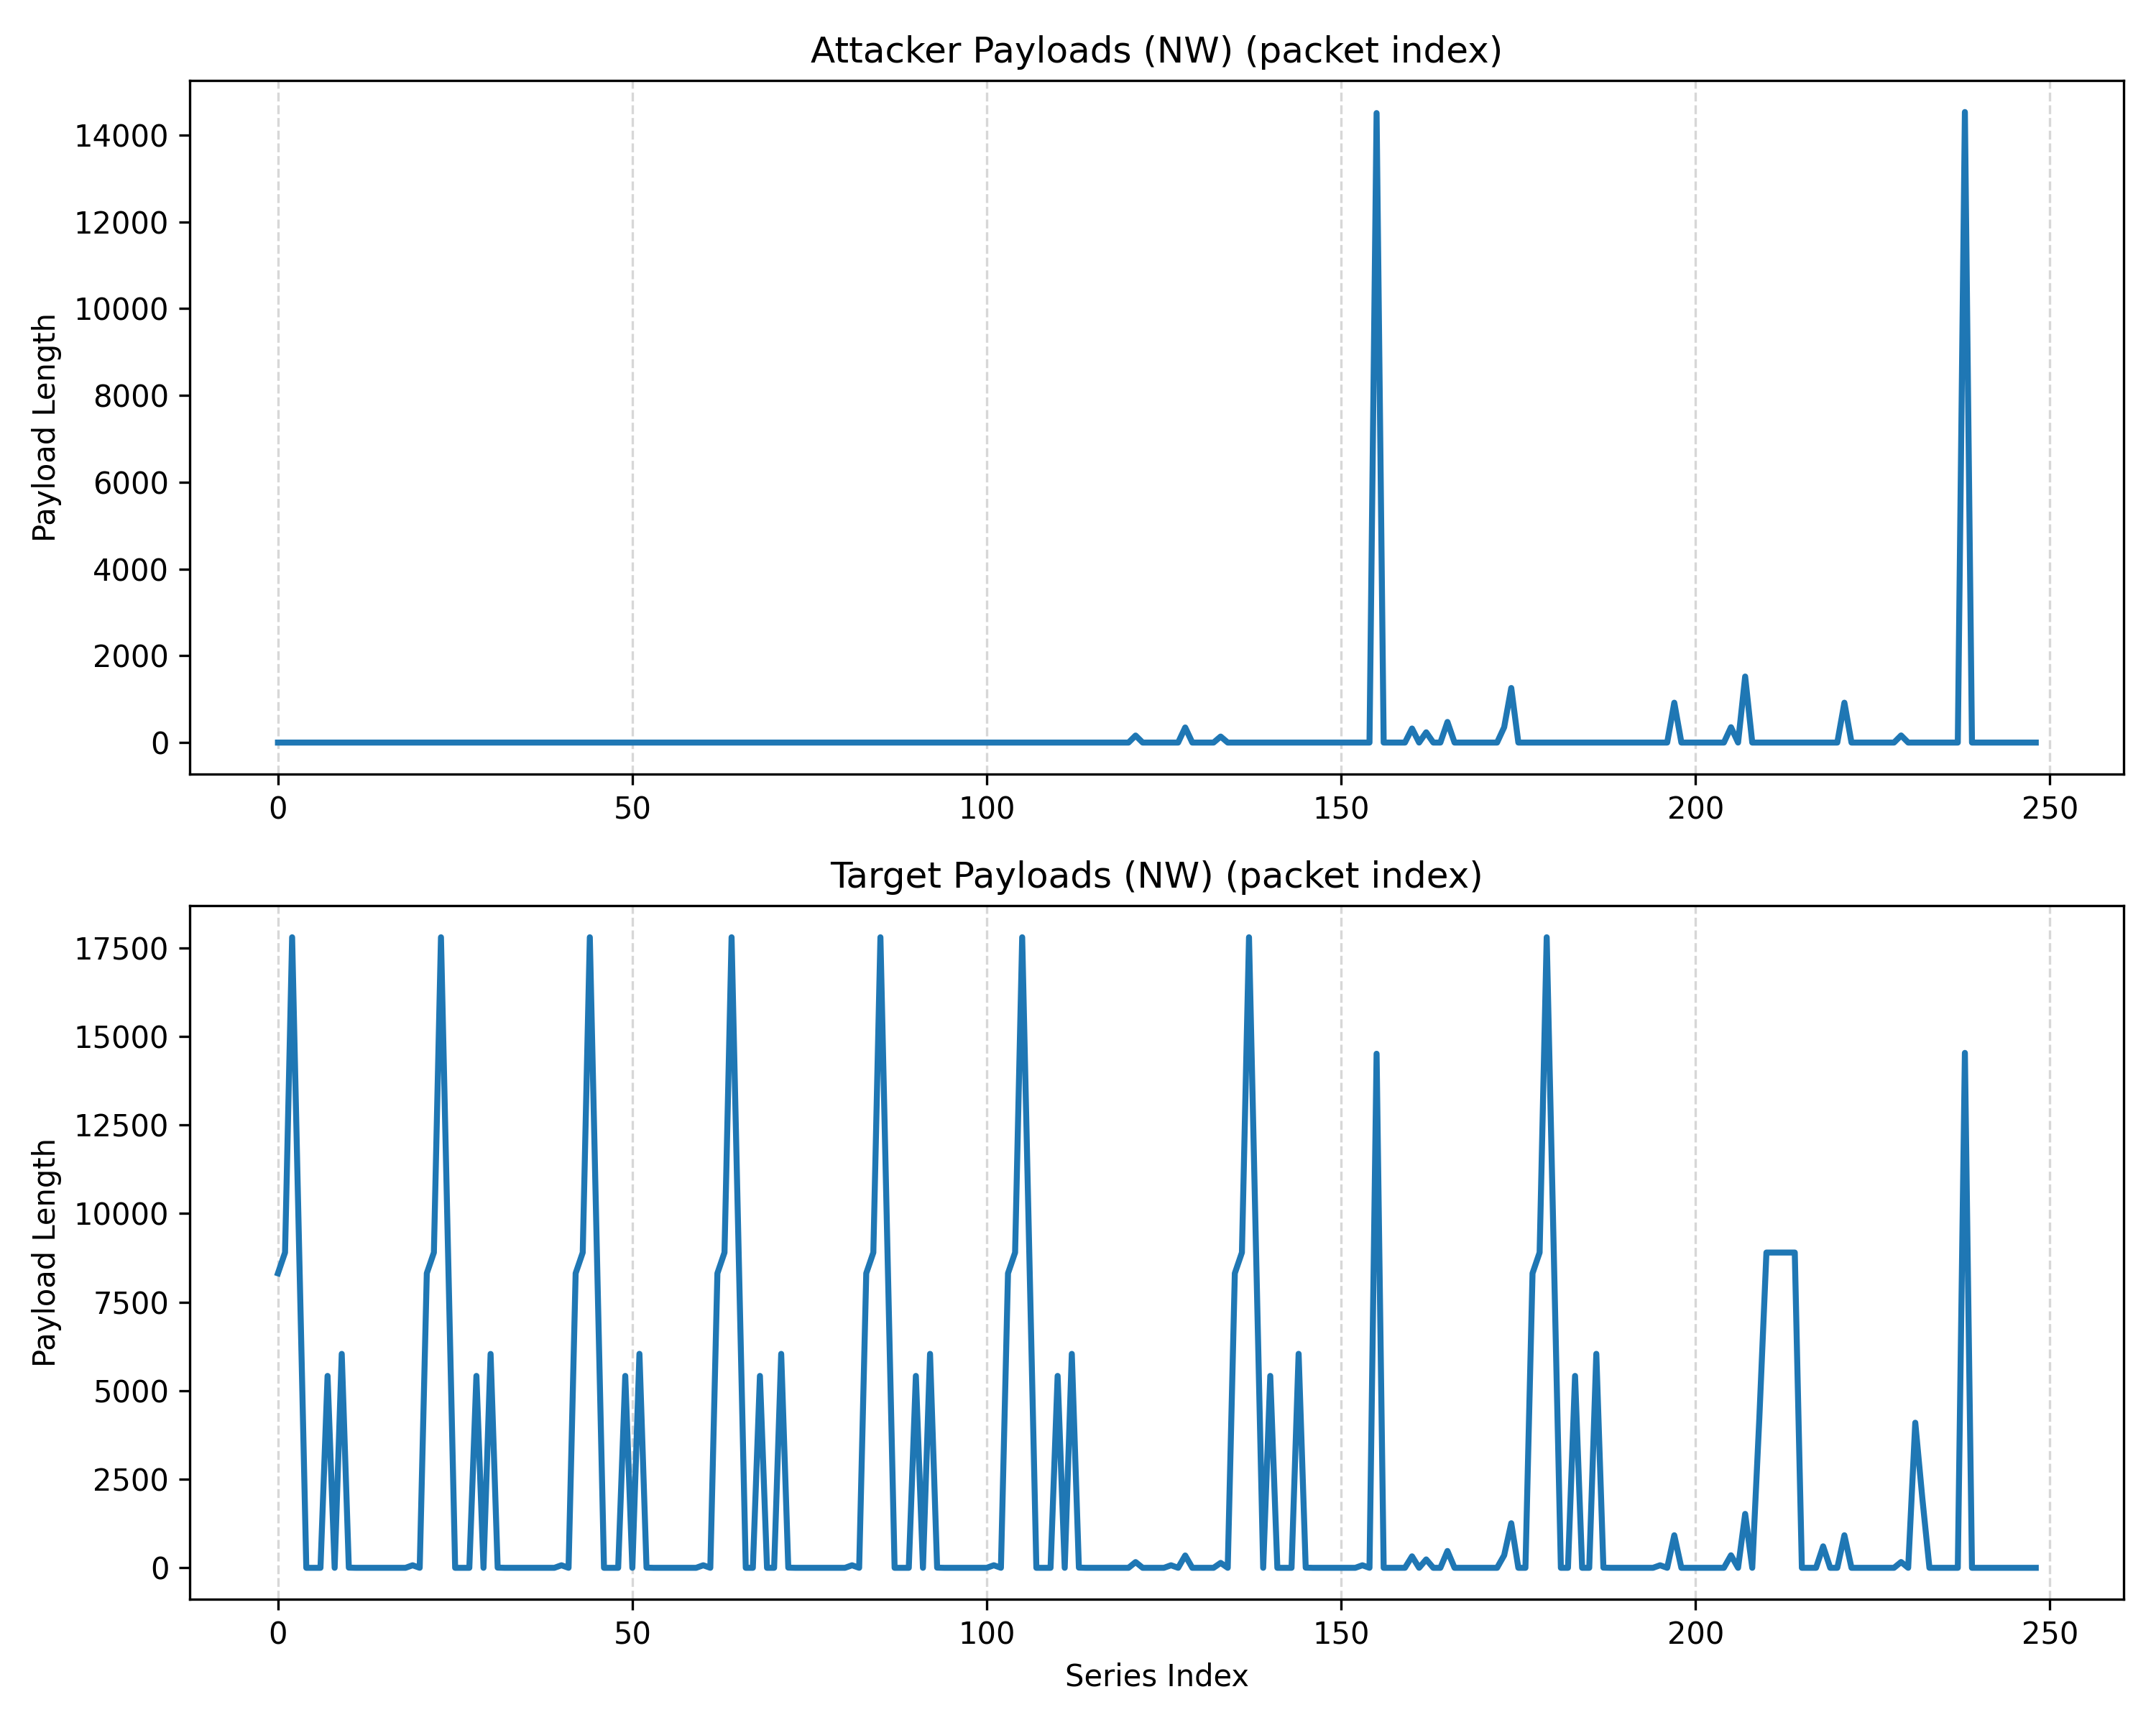 Attacker Payloads (NW) (packet index)
14000
12000
10000
8000
6000
4000
2000
0
Payload Length
0 50 100 150 200 250
Target Payloads (NW) (packet index)
17500
15000
12500
10000
7500
5000
2500
0
Payload Length
0 50 100 150 200 250
Series Index